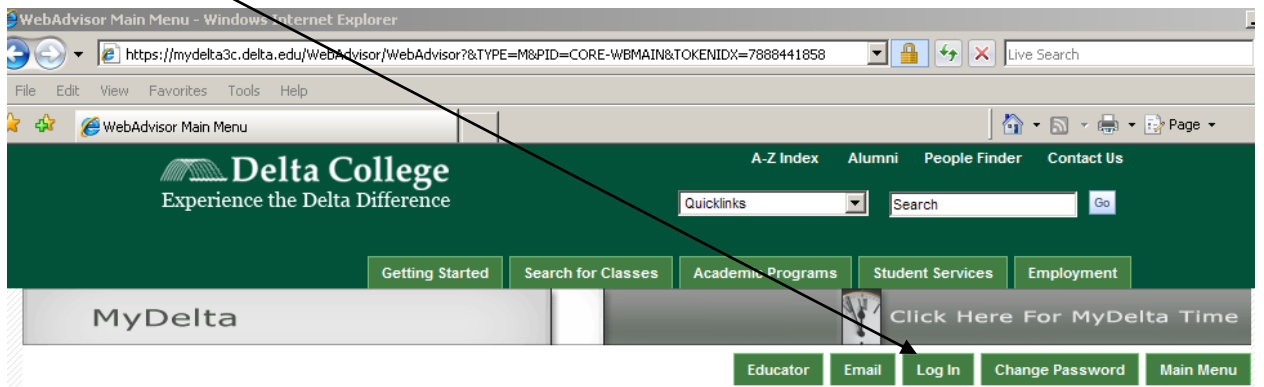 WebAdvisor Main Menu - Windows Internet Explorer
https://mydelta3c.delta.edu/WebAdvisor/WebAdvisor?&TYPE=M&PID=CORE-WBMAIN&TOKENIDX=7888441858 Live Search
File Edit View Favorites Tools Help
WebAdvisor Main Menu Page
Delta College A-Z Index Alumni People Finder Contact Us
Experience the Delta Difference Quicklinks Search Go
Getting Started Search for Classes Academic Programs Student Services Employment
MyDelta Click Here For MyDelta Time
Educator Email Log In Change Password Main Menu